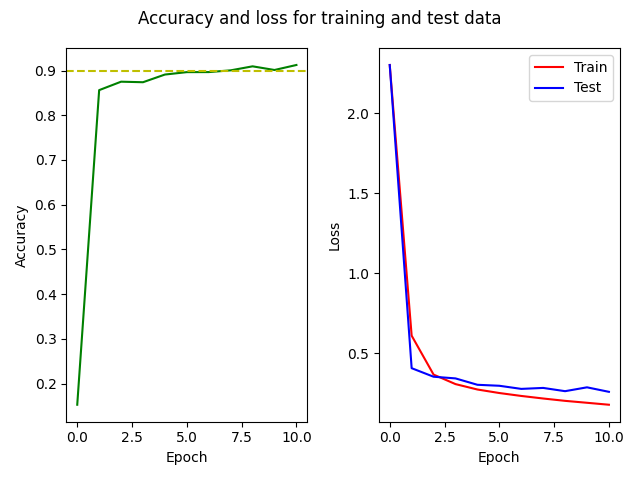 Accuracy and loss for training and test data
Accuracy
0.9
0.8
0.7
0.6
0.5
0.4
0.3
0.2
0.0 2.5 5.0 7.5 10.0
Epoch
Loss
2.0
1.5
1.0
0.5
0.0 2.5 5.0 7.5 10.0
Epoch
Train
Test